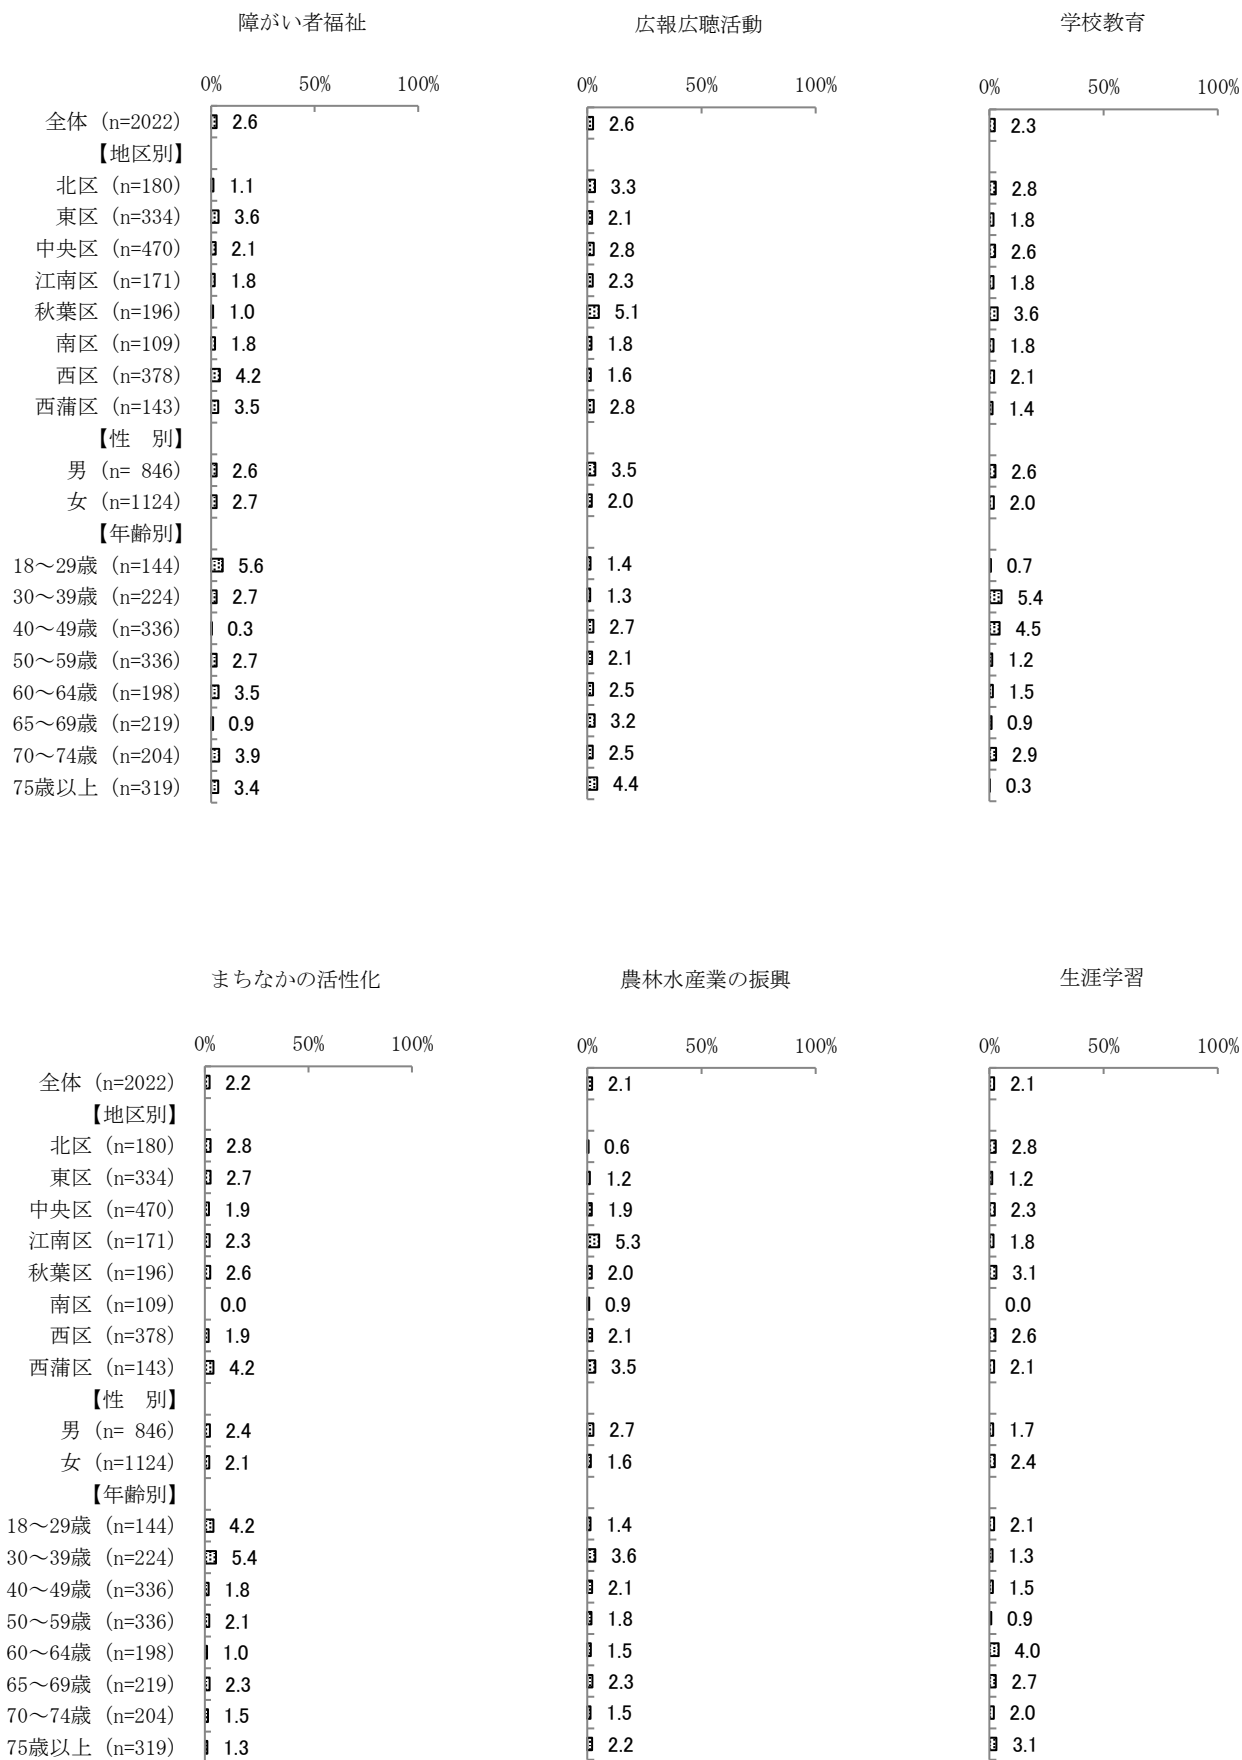 障がい者福祉 広報広聴活動 学校教育
0% 50% 100% 0% 50% 100% 0% 50% 100%
全体 (n=2022) 2.6 2.6 2.3
【地区別】
北区 (n=180) 1.1 3.3 2.8
東区 (n=334) 3.6 2.1 1.8
中央区 (n=470) 2.1 2.8 2.6
江南区 (n=171) 1.8 2.3 1.8
秋葉区 (n=196) 1.0 5.1 3.6
南区 (n=109) 1.8 1.8 1.8
西区 (n=378) 4.2 1.6 2.1
西蒲区 (n=143) 3.5 2.8 1.4
【性　別】
男 (n= 846) 2.6 3.5 2.6
女 (n=1124) 2.7 2.0 2.0
【年齢別】
18～29歳 (n=144) 5.6 1.4 0.7
30～39歳 (n=224) 2.7 1.3 5.4
40～49歳 (n=336) 0.3 2.7 4.5
50～59歳 (n=336) 2.7 2.1 1.2
60～64歳 (n=198) 3.5 2.5 1.5
65～69歳 (n=219) 0.9 3.2 0.9
70～74歳 (n=204) 3.9 2.5 2.9
75歳以上 (n=319) 3.4 4.4 0.3
まちなかの活性化 農林水産業の振興 生涯学習
0% 50% 100% 0% 50% 100% 0% 50% 100%
全体 (n=2022) 2.2 2.1 2.1
【地区別】
北区 (n=180) 2.8 0.6 2.8
東区 (n=334) 2.7 1.2 1.2
中央区 (n=470) 1.9 1.9 2.3
江南区 (n=171) 2.3 5.3 1.8
秋葉区 (n=196) 2.6 2.0 3.1
南区 (n=109) 0.0 0.9 0.0
西区 (n=378) 1.9 2.1 2.6
西蒲区 (n=143) 4.2 3.5 2.1
【性　別】
男 (n= 846) 2.4 2.7 1.7
女 (n=1124) 2.1 1.6 2.4
【年齢別】
18～29歳 (n=144) 4.2 1.4 2.1
30～39歳 (n=224) 5.4 3.6 1.3
40～49歳 (n=336) 1.8 2.1 1.5
50～59歳 (n=336) 2.1 1.8 0.9
60～64歳 (n=198) 1.0 1.5 4.0
65～69歳 (n=219) 2.3 2.3 2.7
70～74歳 (n=204) 1.5 1.5 2.0
75歳以上 (n=319) 1.3 2.2 3.1